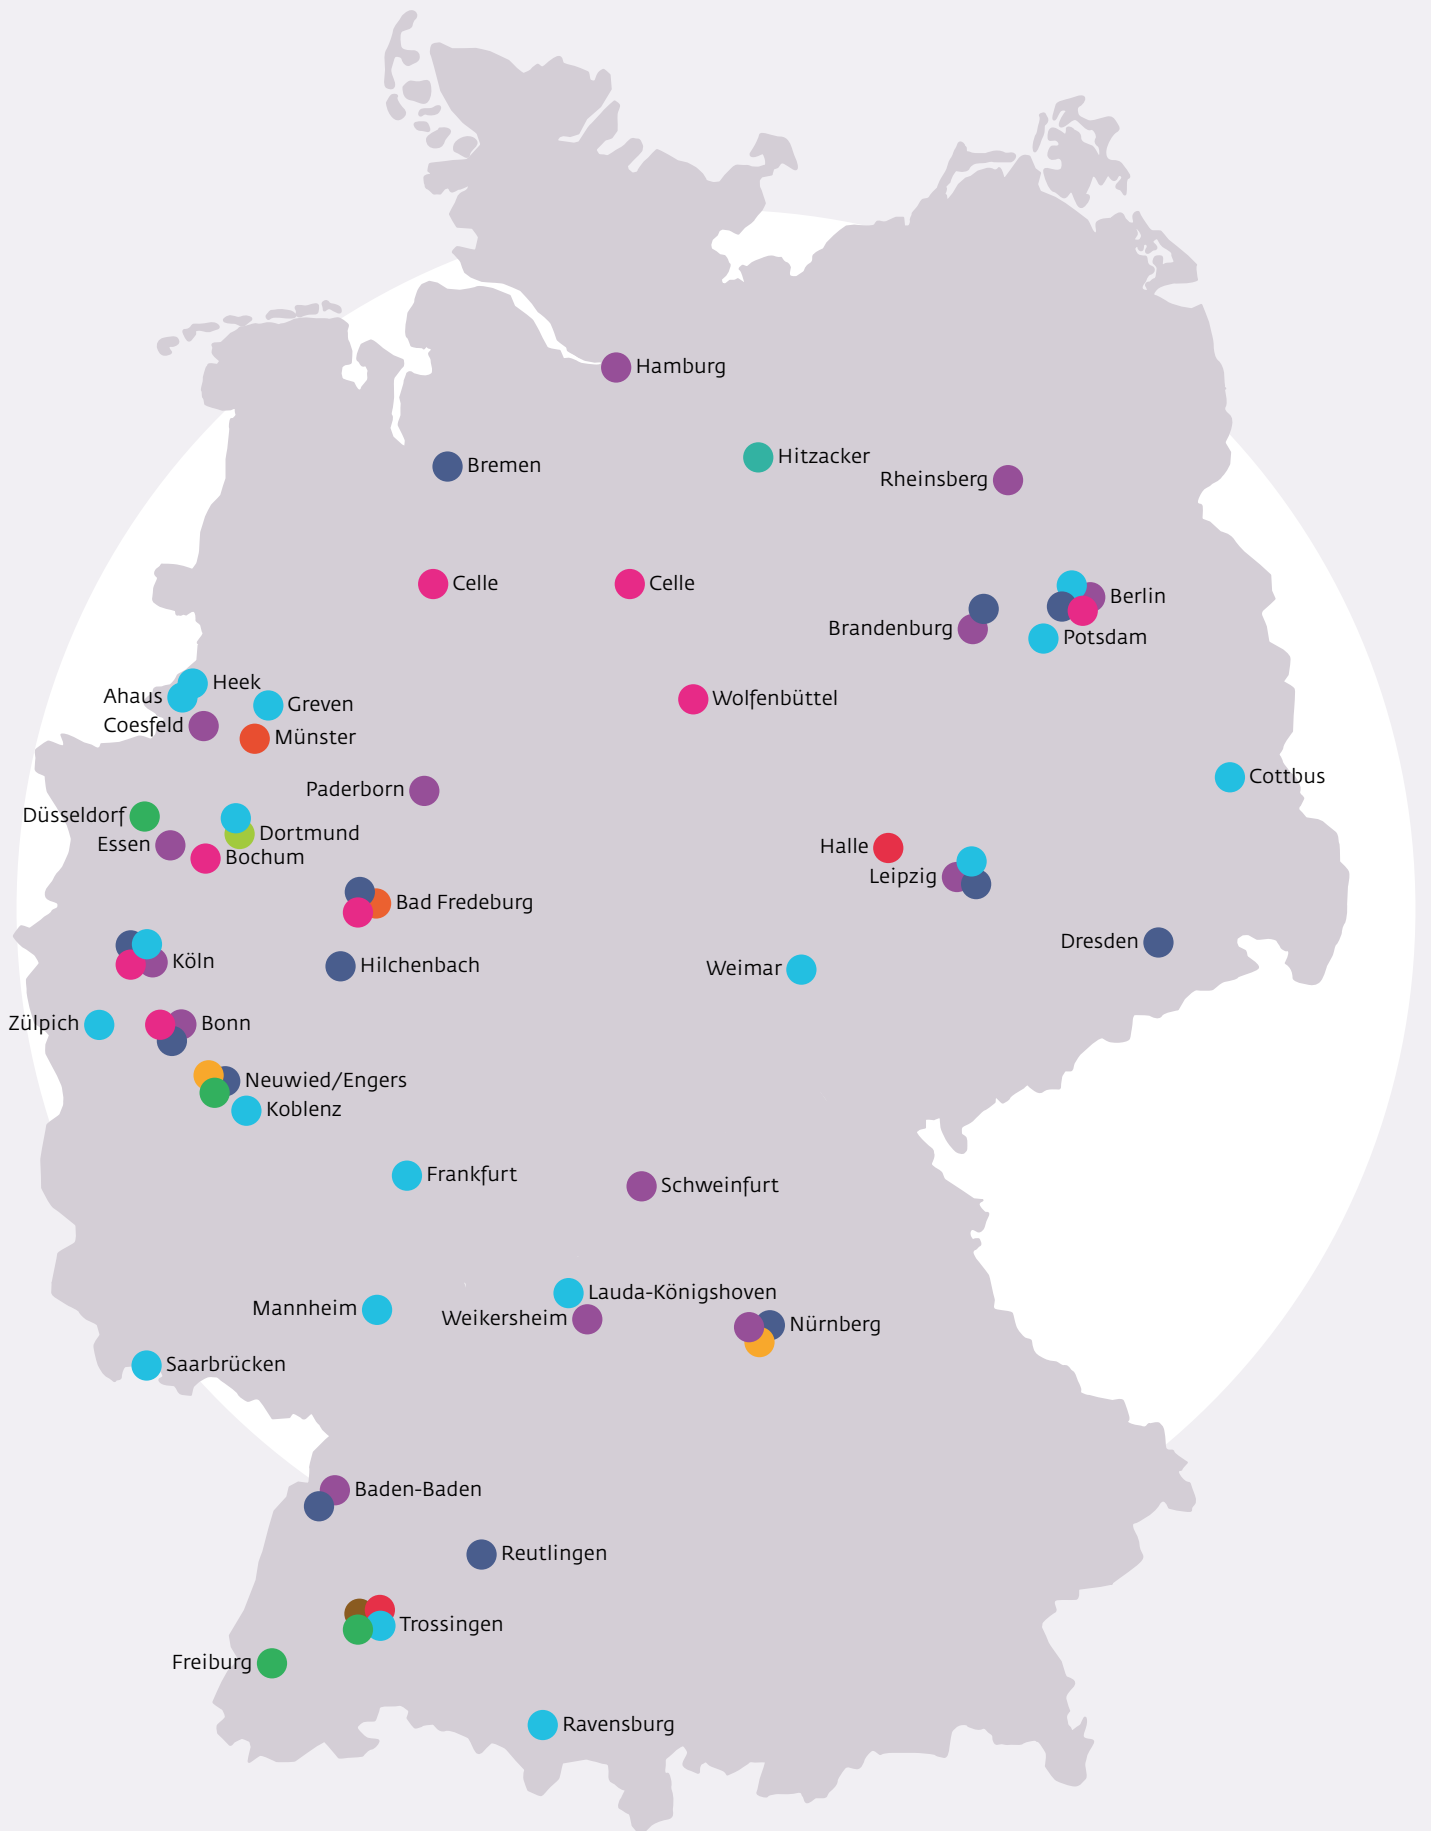 Hamburg
Bremen
Hitzacker
Rheinsberg
Celle
Celle
Berlin
Brandenburg
Potsdam
Heek
Ahaus
Greven
Wolfenbüttel
Coesfeld
Münster
Cottbus
Paderborn
Düsseldorf
Dortmund
Essen
Halle
Bochum
Leipzig
Bad Fredeburg
Dresden
Köln
Hilchenbach
Weimar
Zülpich
Bonn
Neuwied/Engers
Koblenz
Frankfurt
Schweinfurt
Lauda-Königshoven
Mannheim
Weikersheim
Nürnberg
Saarbrücken
Baden-Baden
Reutlingen
Trossingen
Freiburg
Ravensburg